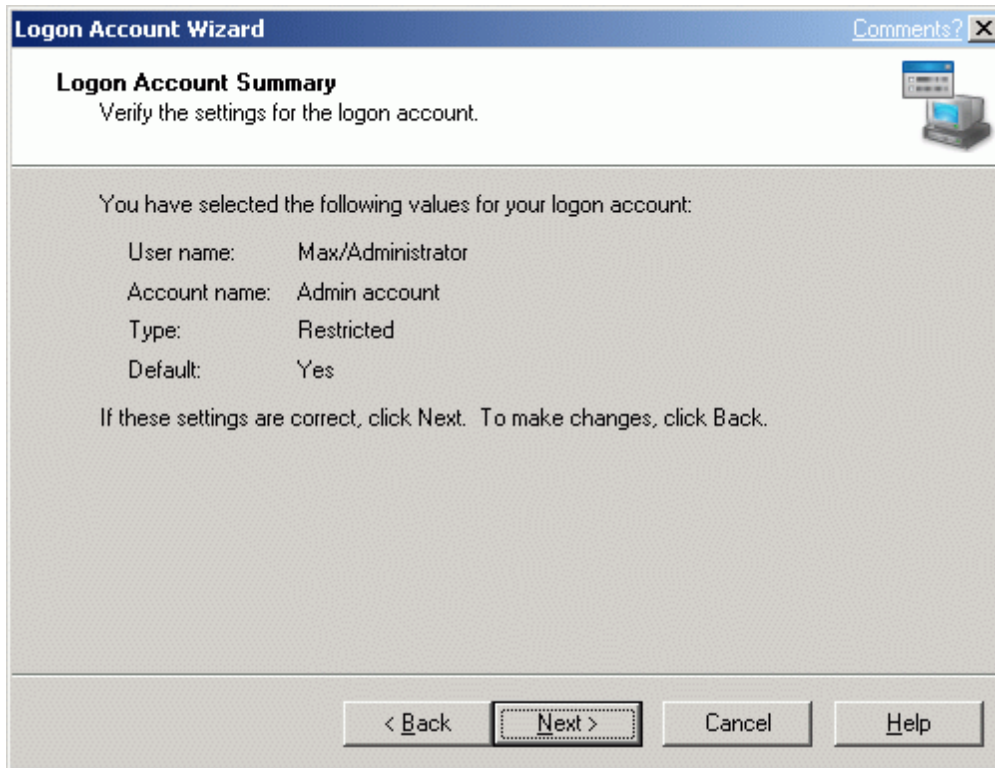 Logon Account Wizard Comments?
Logon Account Summary
Verify the settings for the logon account.
You have selected the following values for your logon account:
User name: Max/Administrator
Account name: Admin account
Type: Restricted
Default: Yes
If these settings are correct, click Next. To make changes, click Back.
< Back Next > Cancel Help